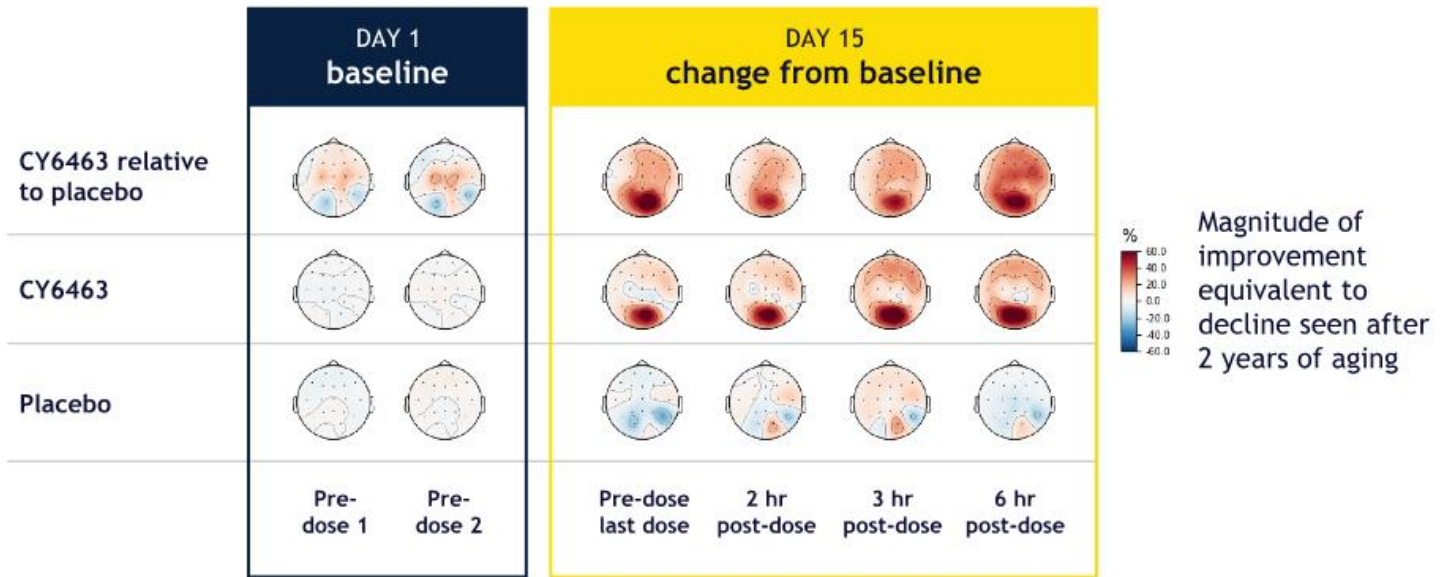 DAY 1
baseline
DAY 15
change from baseline
CY6463 relative
to placebo
CY6463
Placebo
%
60.0
40.0
20.0
0.0
-20.0
-40.0
-60.0
Magnitude of
improvement
equivalent to
decline seen after
2 years of aging
Pre-
dose 1
Pre-
dose 2
Pre-dose
last dose
2 hr
post-dose
3 hr
post-dose
6 hr
post-dose